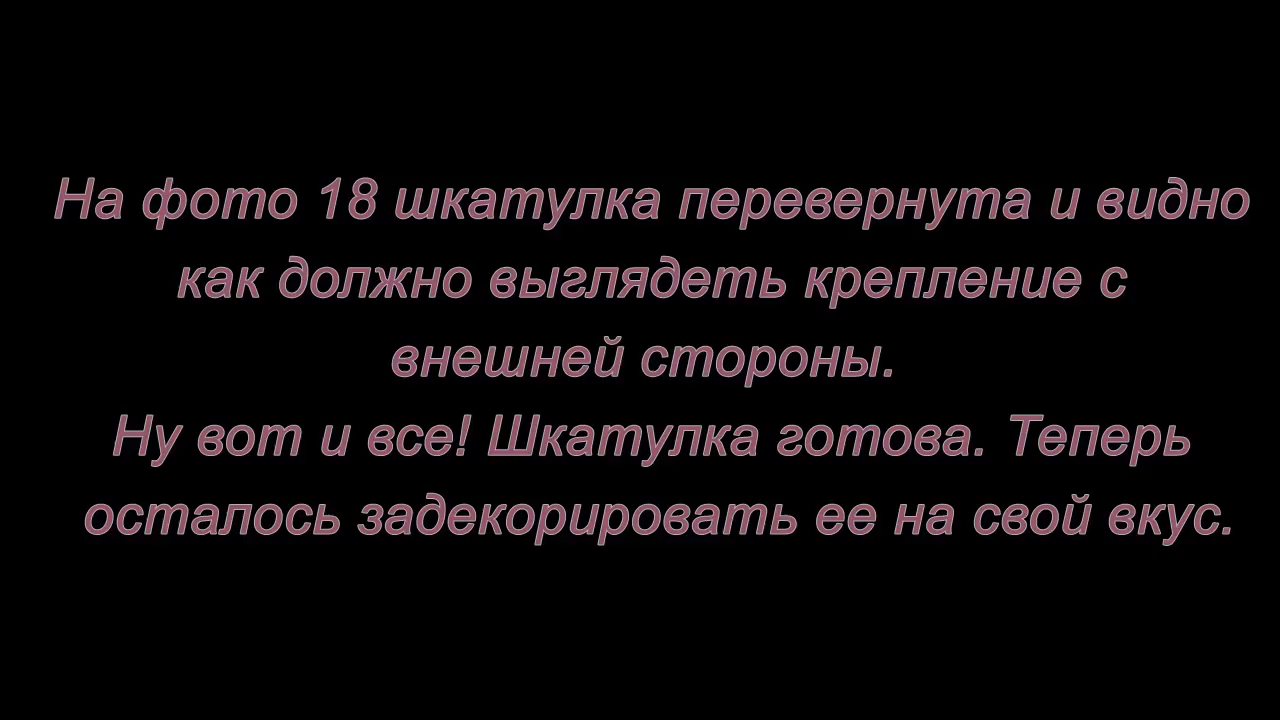 На фото 18 шкатулка перевернута и видно
как должно выглядеть крепление с
внешней стороны.
Ну вот и все! Шкатулка готова. Теперь
осталось задекорировать ее на свой вкус.